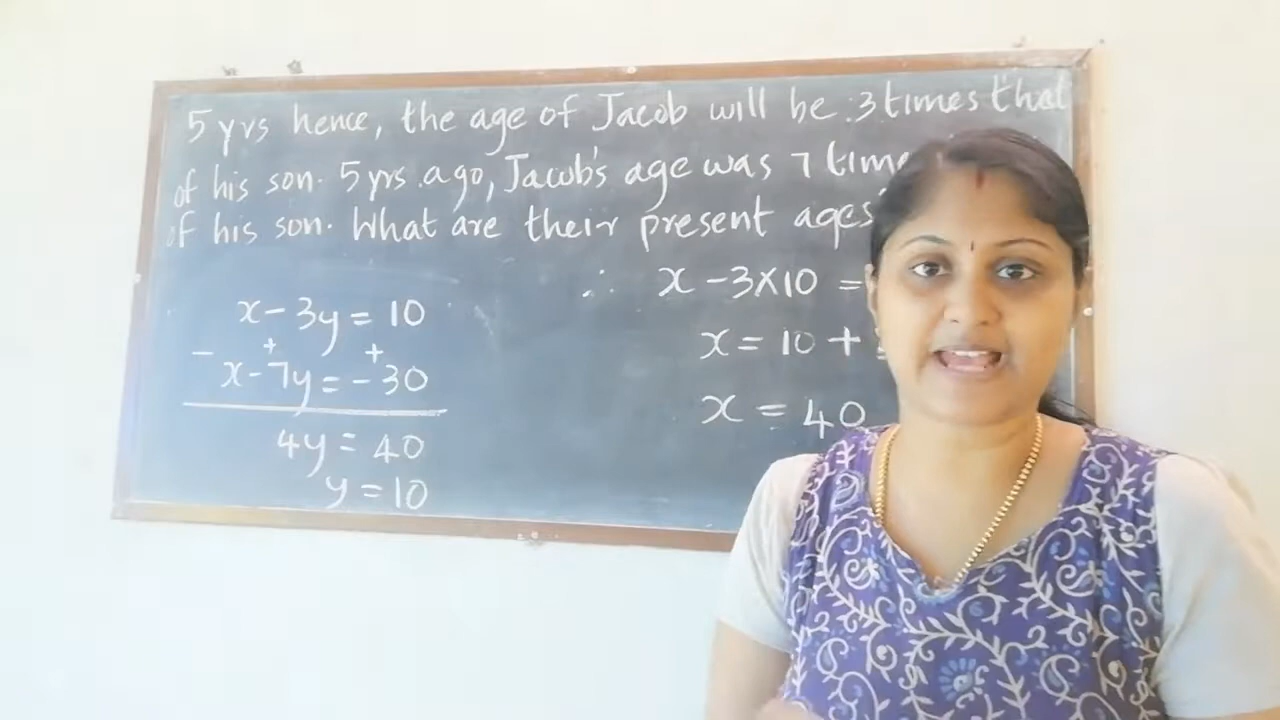 5 yrs hence, the age of Jacob will be 3 times that
of his son. 5 yrs. ago, Jacob's age was 7
of his son. What are their present ages
∴ x - 3×10 =
x - 3y = 10
- + +
x = 10 +
x - 7y = -30
x = 40
4y = 40
y = 10